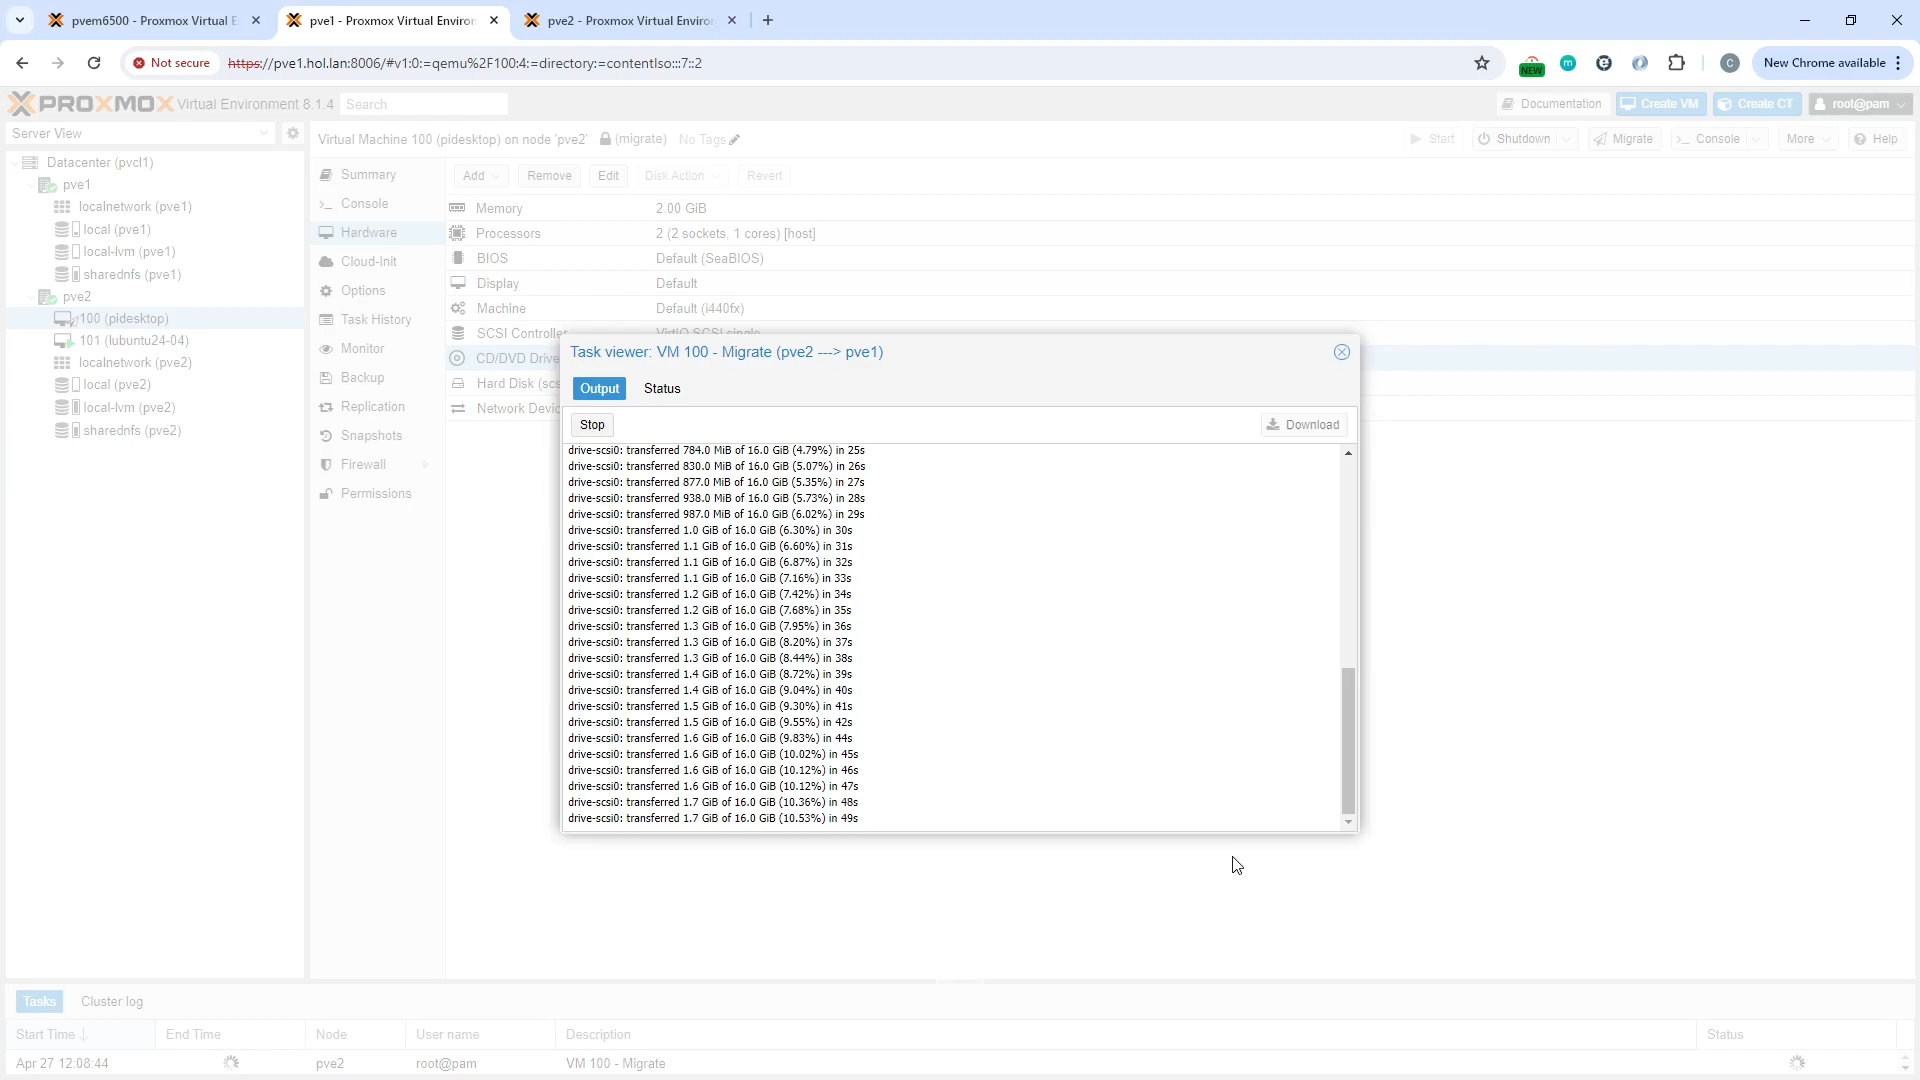 pvem6500 - Proxmox Virtual E
pve1 - Proxmox Virtual Environ
pve2 - Proxmox Virtual Enviror
Not secure
https://pve1.hol.lan:8006/#v1:0:=qemu%2F100:4:=directory:=contentIso:::7::2
NEW
m
C
New Chrome available
PROXMOX Virtual Environment 8.1.4
Search
Documentation
Create VM
Create CT
root@pam
Server View
Virtual Machine 100 (pidesktop) on node 'pve2'
(migrate)
No Tags
Start
Shutdown
Migrate
Console
More
Help
Datacenter (pvcl1)
pve1
localnetwork (pve1)
local (pve1)
local-lvm (pve1)
sharednfs (pve1)
pve2
100 (pidesktop)
101 (lubuntu24-04)
localnetwork (pve2)
local (pve2)
local-lvm (pve2)
sharednfs (pve2)
Summary
Console
Hardware
Cloud-Init
Options
Task History
Monitor
Backup
Replication
Snapshots
Firewall
Permissions
Add
Remove
Edit
Disk Action
Revert
Memory 2.00 GiB
Processors 2 (2 sockets, 1 cores) [host]
BIOS Default (SeaBIOS)
Display Default
Machine Default (i440fx)
SCSI Controller VirtIO SCSI single
CD/DVD Drive
Hard Disk (scs
Network Devic
Task viewer: VM 100 - Migrate (pve2 ---> pve1)
Output
Status
Stop
Download
drive-scsi0: transferred 784.0 MiB of 16.0 GiB (4.79%) in 25s
drive-scsi0: transferred 830.0 MiB of 16.0 GiB (5.07%) in 26s
drive-scsi0: transferred 877.0 MiB of 16.0 GiB (5.35%) in 27s
drive-scsi0: transferred 938.0 MiB of 16.0 GiB (5.73%) in 28s
drive-scsi0: transferred 987.0 MiB of 16.0 GiB (6.02%) in 29s
drive-scsi0: transferred 1.0 GiB of 16.0 GiB (6.30%) in 30s
drive-scsi0: transferred 1.1 GiB of 16.0 GiB (6.60%) in 31s
drive-scsi0: transferred 1.1 GiB of 16.0 GiB (6.87%) in 32s
drive-scsi0: transferred 1.1 GiB of 16.0 GiB (7.16%) in 33s
drive-scsi0: transferred 1.2 GiB of 16.0 GiB (7.42%) in 34s
drive-scsi0: transferred 1.2 GiB of 16.0 GiB (7.68%) in 35s
drive-scsi0: transferred 1.3 GiB of 16.0 GiB (7.95%) in 36s
drive-scsi0: transferred 1.3 GiB of 16.0 GiB (8.20%) in 37s
drive-scsi0: transferred 1.3 GiB of 16.0 GiB (8.44%) in 38s
drive-scsi0: transferred 1.4 GiB of 16.0 GiB (8.72%) in 39s
drive-scsi0: transferred 1.4 GiB of 16.0 GiB (9.04%) in 40s
drive-scsi0: transferred 1.5 GiB of 16.0 GiB (9.30%) in 41s
drive-scsi0: transferred 1.5 GiB of 16.0 GiB (9.55%) in 42s
drive-scsi0: transferred 1.6 GiB of 16.0 GiB (9.83%) in 44s
drive-scsi0: transferred 1.6 GiB of 16.0 GiB (10.02%) in 45s
drive-scsi0: transferred 1.6 GiB of 16.0 GiB (10.12%) in 46s
drive-scsi0: transferred 1.6 GiB of 16.0 GiB (10.12%) in 47s
drive-scsi0: transferred 1.7 GiB of 16.0 GiB (10.36%) in 48s
drive-scsi0: transferred 1.7 GiB of 16.0 GiB (10.53%) in 49s
Tasks
Cluster log
Start Time End Time Node User name Description Status
Apr 27 12:08:44 pve2 root@pam VM 100 - Migrate